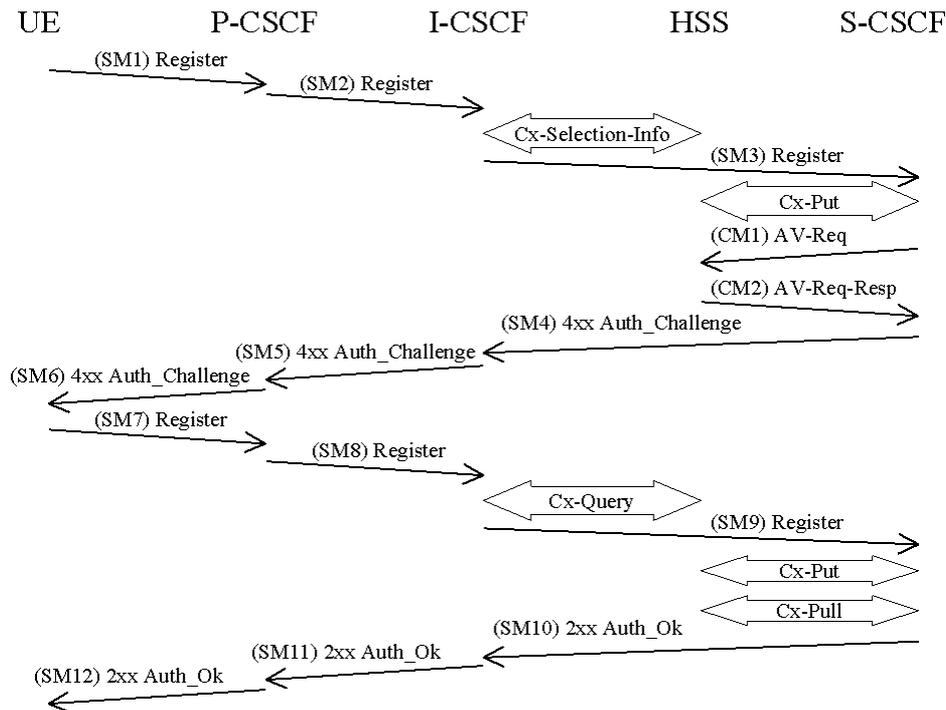 UE P-CSCF I-CSCF HSS S-CSCF
(SM1) Register
(SM2) Register
Cx-Selection-Info
(SM3) Register
Cx-Put
(CM1) AV-Req
(CM2) AV-Req-Resp
(SM4) 4xx Auth_Challenge
(SM5) 4xx Auth_Challenge
(SM6) 4xx Auth_Challenge
(SM7) Register
(SM8) Register
Cx-Query
(SM9) Register
Cx-Put
Cx-Pull
(SM10) 2xx Auth_Ok
(SM11) 2xx Auth_Ok
(SM12) 2xx Auth_Ok